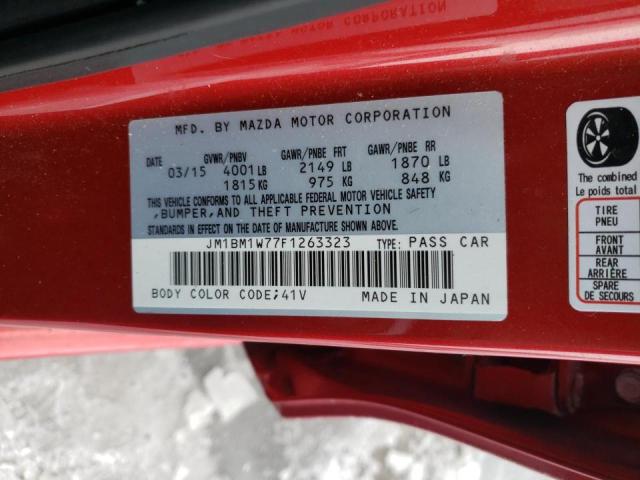 MFD. BY MAZDA MOTOR CORPORATION
DATE GVWR/PNBV GAWR/PNBE FRT GAWR/PNBE RR
03/15 4001 LB 2149 LB 1870 LB
1815 KG 975 KG 848 KG
THIS VEHICLE CONFORMS TO ALL APPLICABLE FEDERAL MOTOR VEHICLE SAFETY
,BUMPER,AND THEFT PREVENTION
STANDARDS IN EFFECT ON THE DATE OF MANUFACTURE SHOWN ABOVE.
JM1BM1W77F1263323 TYPE: PASS CAR
BODY COLOR CODE;41V MADE IN JAPAN
The combined
Le poids total
TIRE
PNEU
FRONT
AVANT
REAR
ARRIÈRE
SPARE
DE SECOURS